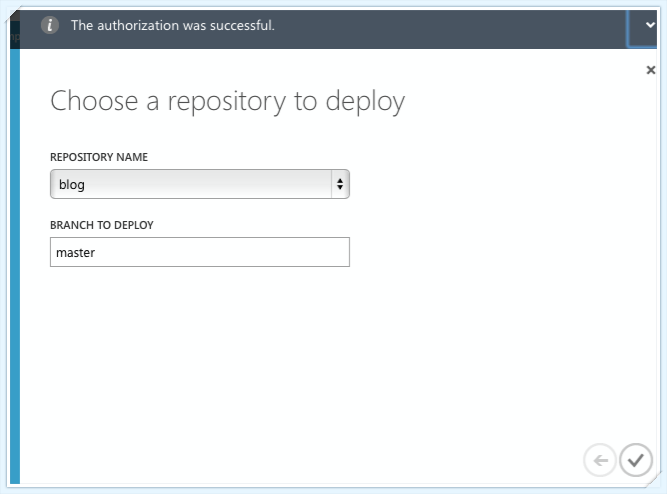 The authorization was successful.
Choose a repository to deploy
REPOSITORY NAME
blog
BRANCH TO DEPLOY
master